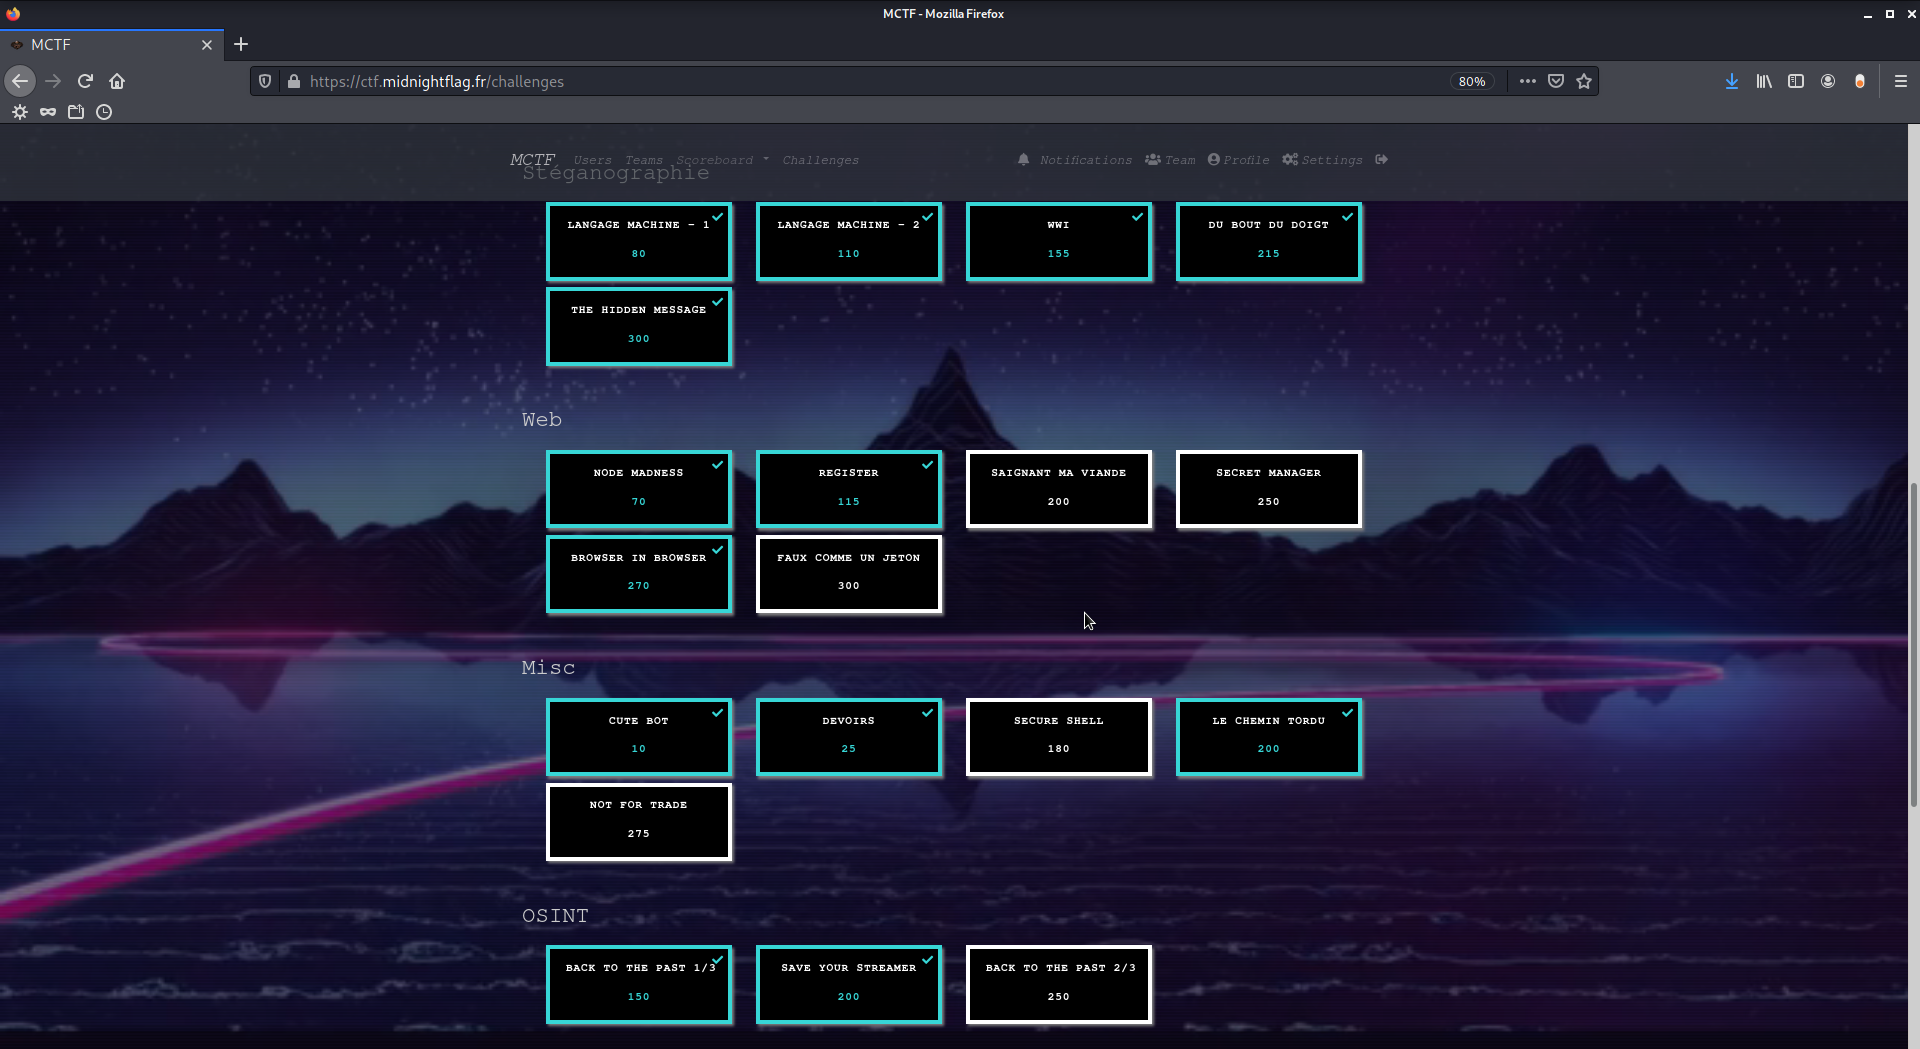 MCTF - Mozilla Firefox
MCTF
https://ctf.midnightflag.fr/challenges
80%
MCTF Users Teams Scoreboard Challenges Notifications Team Profile Settings
Stéganographie
LANGAGE MACHINE - 1
80
LANGAGE MACHINE - 2
110
WWI
155
DU BOUT DU DOIGT
215
THE HIDDEN MESSAGE
300
Web
NODE MADNESS
70
REGISTER
115
SAIGNANT MA VIANDE
200
SECRET MANAGER
250
BROWSER IN BROWSER
270
FAUX COMME UN JETON
300
Misc
CUTE BOT
10
DEVOIRS
25
SECURE SHELL
180
LE CHEMIN TORDU
200
NOT FOR TRADE
275
OSINT
BACK TO THE PAST 1/3
150
SAVE YOUR STREAMER
200
BACK TO THE PAST 2/3
250